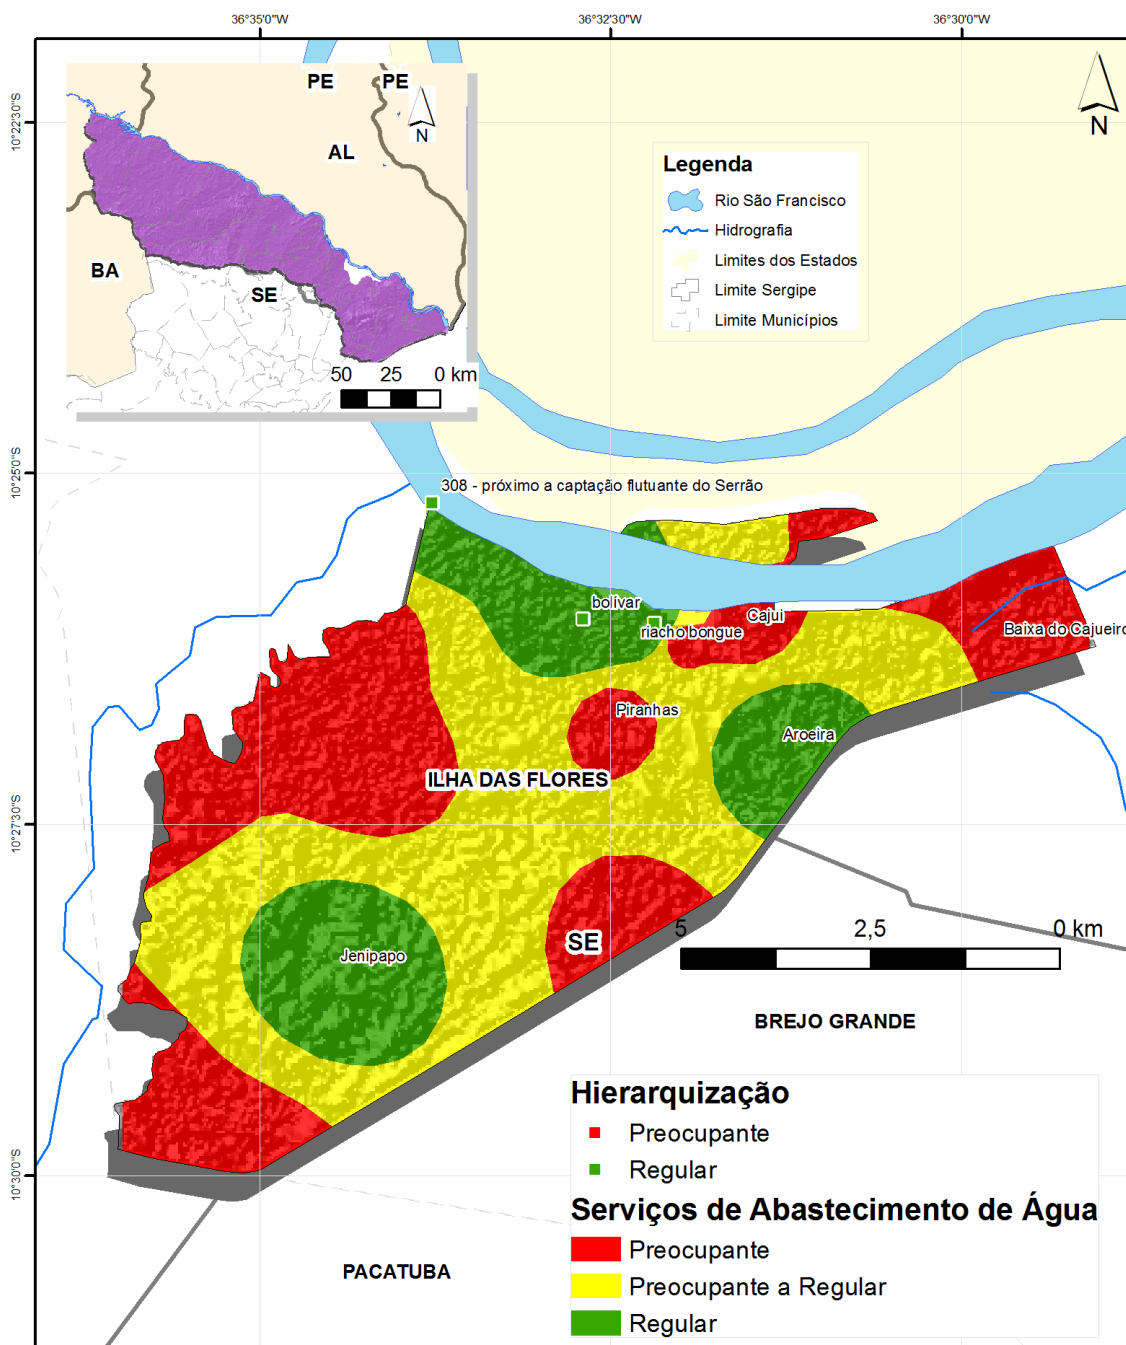 36°35'0"W
36°32'30"W
36°30'0"W
10°22'30"S
10°25'0"S
10°27'30"S
10°30'0"S
PE
PE
N
AL
BA
SE
50 25 0 km
N
Legenda
Rio São Francisco
Hidrografia
Limites dos Estados
Limite Sergipe
Limite Municípios
308 - próximo a captação flutuante do Serrão
bolivar
riacho bongue
Cajui
Baixa do Cajueiro
Piranhas
Aroeira
ILHA DAS FLORES
SE
Jenipapo
5 2,5 0 km
BREJO GRANDE
PACATUBA
Hierarquização
Preocupante
Regular
Serviços de Abastecimento de Água
Preocupante
Preocupante a Regular
Regular